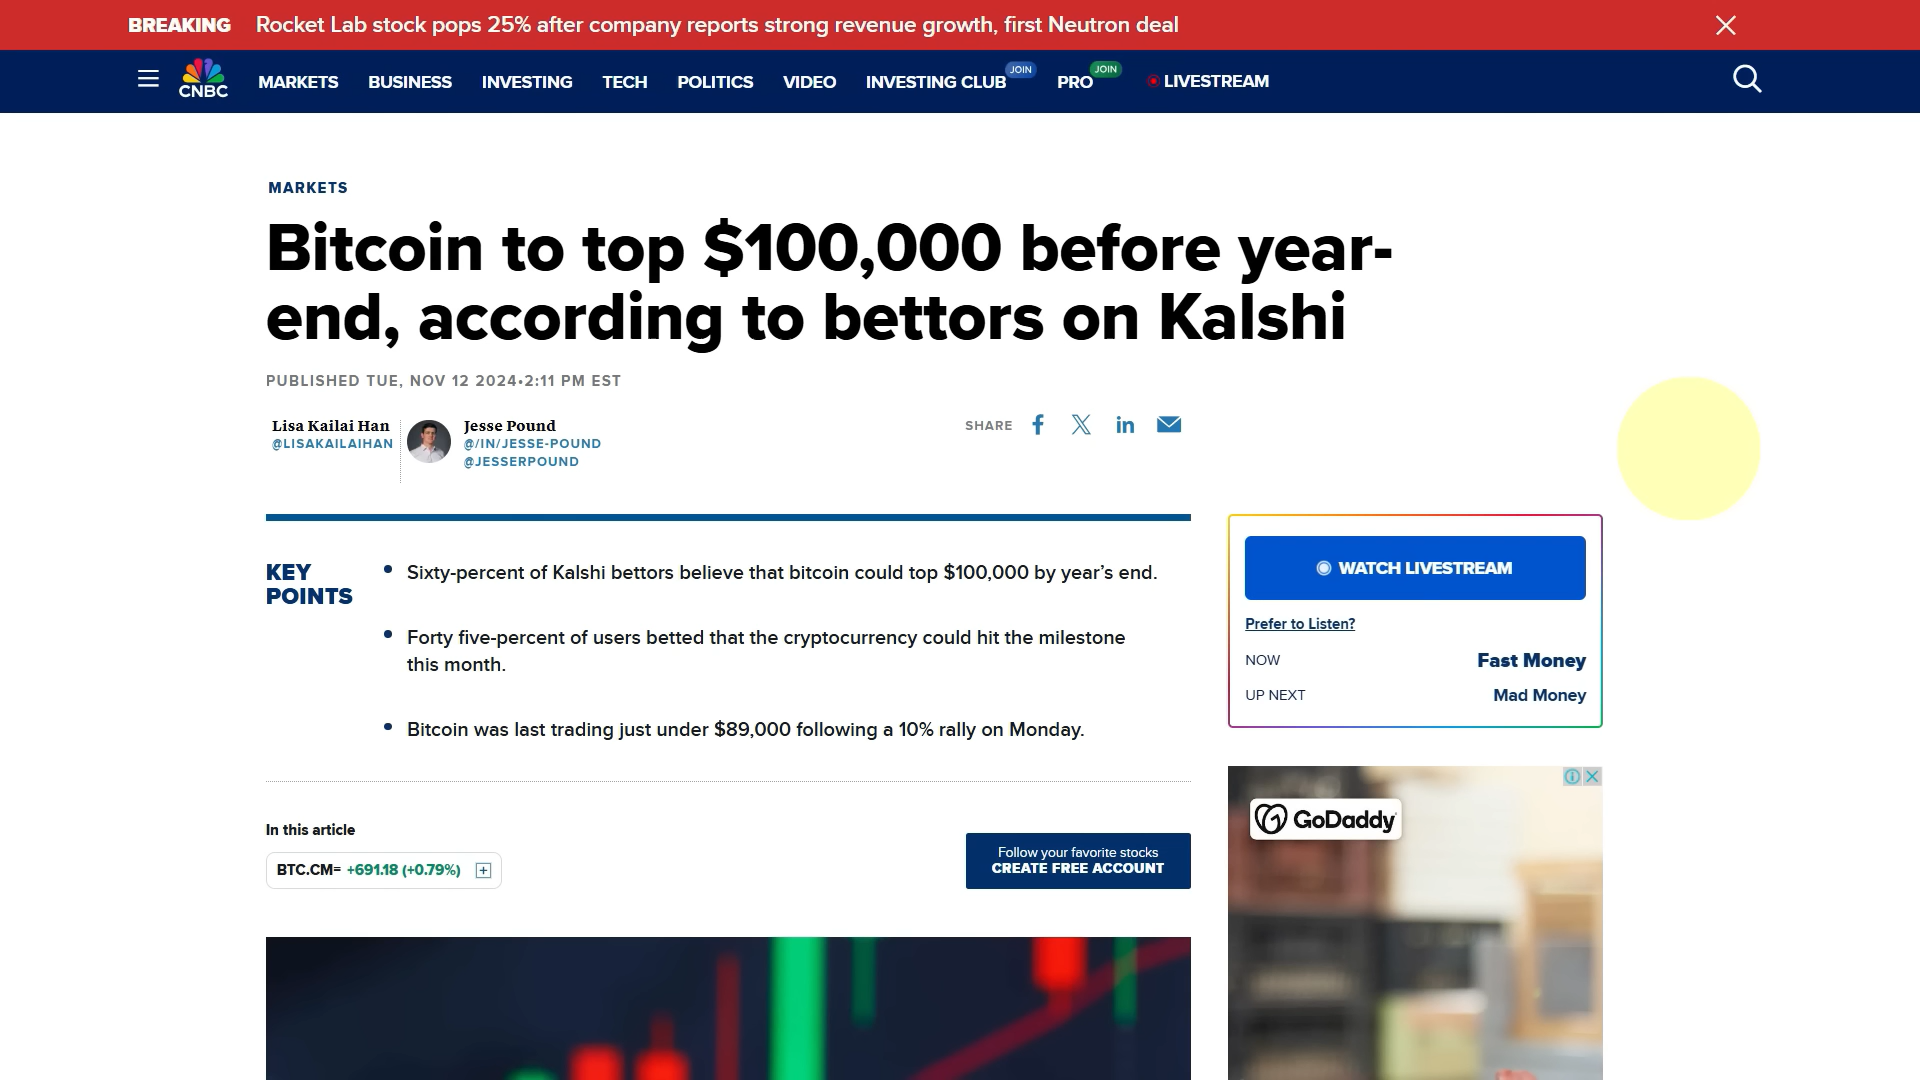 BREAKING Rocket Lab stock pops 25% after company reports strong revenue growth, first Neutron deal
CNBC MARKETS BUSINESS INVESTING TECH POLITICS VIDEO INVESTING CLUB JOIN PRO JOIN LIVESTREAM
MARKETS
Bitcoin to top $100,000 before year-
end, according to bettors on Kalshi
PUBLISHED TUE, NOV 12 2024•2:11 PM EST
Lisa Kailai Han
@LISAKAILAIHAN
Jesse Pound
@/IN/JESSE-POUND
@JESSERPOUND
SHARE
KEY
POINTS
• Sixty-percent of Kalshi bettors believe that bitcoin could top $100,000 by year’s end.
• Forty five-percent of users betted that the cryptocurrency could hit the milestone
this month.
• Bitcoin was last trading just under $89,000 following a 10% rally on Monday.
WATCH LIVESTREAM
Prefer to Listen?
NOW Fast Money
UP NEXT Mad Money
In this article
BTC.CM= +691.18 (+0.79%)
Follow your favorite stocks
CREATE FREE ACCOUNT
GoDaddy